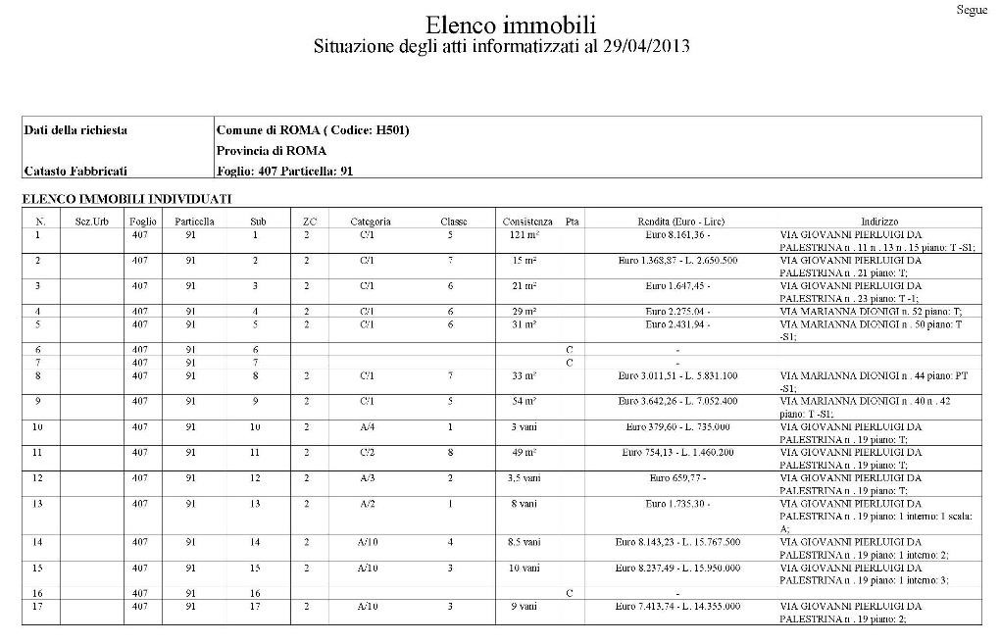 Segue
Elenco immobili
Situazione degli atti informatizzati al 29/04/2013
Dati della richiesta Comune di ROMA ( Codice: H501)
Provincia di ROMA
Catasto Fabbricati Foglio: 407 Particella: 91
ELENCO IMMOBILI INDIVIDUATI
N. Sez.Urb Foglio Particella Sub ZC Categoria Classe Consistenza Pta Rendita (Euro - Lire) Indirizzo
1 407 91 1 2 C/1 5 121 m² Euro 8.161,36 - VIA GIOVANNI PIERLUIGI DA
PALESTRINA n . 11 n . 13 n . 15 piano: T -S1;
2 407 91 2 2 C/1 7 15 m² Euro 1.368,87 - L. 2.650.500 VIA GIOVANNI PIERLUIGI DA
PALESTRINA n . 21 piano: T;
3 407 91 3 2 C/1 6 21 m² Euro 1.647,45 - VIA GIOVANNI PIERLUIGI DA
PALESTRINA n . 23 piano: T -1;
4 407 91 4 2 C/1 6 29 m² Euro 2.275,04 - VIA MARIANNA DIONIGI n. 52 piano: T;
5 407 91 5 2 C/1 6 31 m² Euro 2.431,94 - VIA MARIANNA DIONIGI n . 50 piano: T
-S1;
6 407 91 6 C -
7 407 91 7 C -
8 407 91 8 2 C/1 7 33 m² Euro 3.011,51 - L. 5.831.100 VIA MARIANNA DIONIGI n . 44 piano: PT
-S1;
9 407 91 9 2 C/1 5 54 m² Euro 3.642,26 - L. 7.052.400 VIA MARIANNA DIONIGI n . 40 n . 42
piano: T -S1;
10 407 91 10 2 A/4 1 3 vani Euro 379,60 - L. 735.000 VIA GIOVANNI PIERLUIGI DA
PALESTRINA n . 19 piano: T;
11 407 91 11 2 C/2 8 49 m² Euro 754,13 - L. 1.460.200 VIA GIOVANNI PIERLUIGI DA
PALESTRINA n . 19 piano: T;
12 407 91 12 2 A/3 2 3,5 vani Euro 659,77 - VIA GIOVANNI PIERLUIGI DA
PALESTRINA n . 19 piano: T;
13 407 91 13 2 A/2 1 8 vani Euro 1.735,30 - VIA GIOVANNI PIERLUIGI DA
PALESTRINA n . 19 piano: 1 interno: 1 scala:
A;
14 407 91 14 2 A/10 4 8,5 vani Euro 8.143,23 - L. 15.767.500 VIA GIOVANNI PIERLUIGI DA
PALESTRINA n . 19 piano: 1 interno: 2;
15 407 91 15 2 A/10 3 10 vani Euro 8.237,49 - L. 15.950.000 VIA GIOVANNI PIERLUIGI DA
PALESTRINA n . 19 piano: 1 interno: 3;
16 407 91 16 C -
17 407 91 17 2 A/10 3 9 vani Euro 7.413,74 - L. 14.355.000 VIA GIOVANNI PIERLUIGI DA
PALESTRINA n . 19 piano: 2;